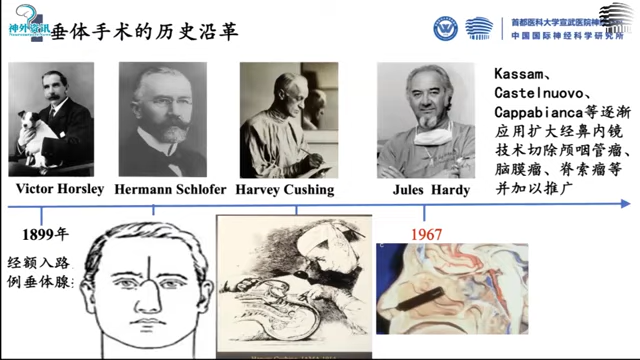 神外资讯
垂体手术的历史沿革
首都医科大学宣武医院神
中国国际神经科学研究所
Victor Horsley
Hermann Schlofer
Harvey Cushing
Jules Hardy
Kassam、
Castelnuovo、
Cappabianca等逐渐
应用扩大经鼻内镜
技术切除颅咽管瘤、
脑膜瘤、脊索瘤等
并加以推广
1899年
经额入路
例垂体腺
1967